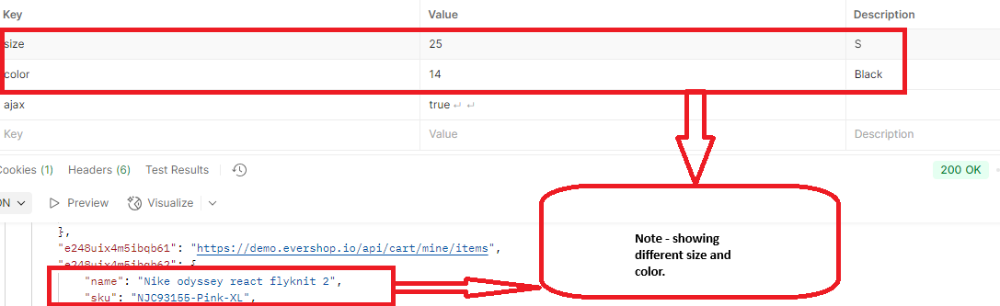 Key Value Description
size 25 S
color 14 Black
ajax true ↵ ↵
Key Value Description
Cookies (1) Headers (6) Test Results
200 OK
ON Preview Visualize
},
"e248uix4m5ibqb61": "https://demo.evershop.io/api/cart/mine/items",
"e248uix4m5ibqb62": {
"name": "Nike odyssey react flyknit 2",
"sku": "NJC93155-Pink-XL",
Note - showing
different size and
color.